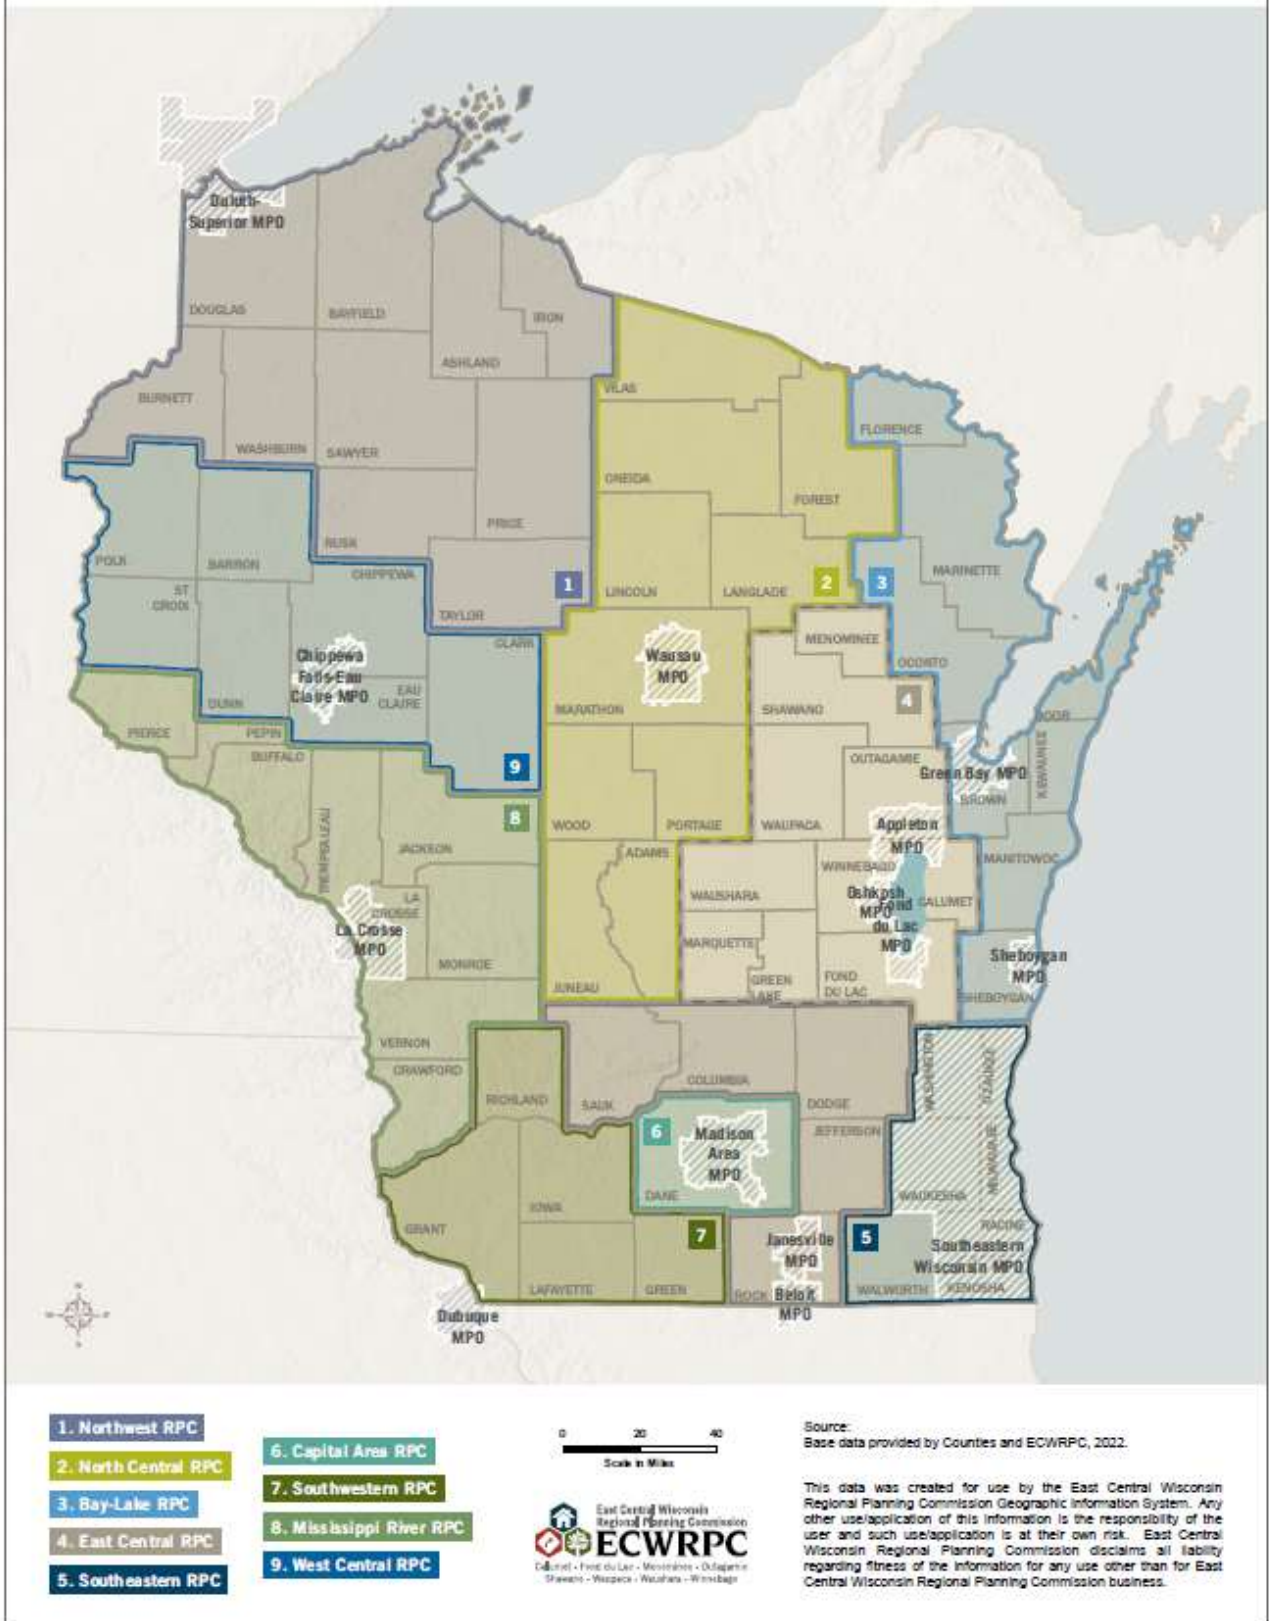 Duluth-
Superior MPO
DOUGLAS
BAYFIELD
IRON
ASHLAND
VILAS
BURNETT
FLORENCE
WASHBURN
SAWYER
ONEIDA
FOREST
PRICE
RUSK
POLK
BARRON
CHIPPEWA
MARINETTE
ST
CROIX
1
LINCOLN
LANGLADE
2
3
TAYLOR
CLARK
MENOMINEE
OCONTO
Chippewa
Falls-Eau
Claire MPO
Wausau
MPO
EAU
CLAIRE
DUNN
MARATHON
SHAWANO
4
DOOR
PIERCE
PEPIN
BUFFALO
9
OUTAGAMIE
Green Bay MPO
KEWAUNEE
BROWN
8
WOOD
PORTAGE
WAUPACA
Appleton
MPO
TREMPEALEAU
JACKSON
ADAMS
WINNEBAGO
MANITOWOC
LA
CROSSE
WAUSHARA
Oshkosh
MPO
CALUMET
La Crosse
MPO
MARQUETTE
Fond
du Lac
MPO
Sheboygan
MPO
MONROE
JUNEAU
GREEN
LAKE
FOND
DU LAC
SHEBOYGAN
VERNON
CRAWFORD
RICHLAND
SAUK
COLUMBIA
DODGE
WASHINGTON
OZAUKEE
6
Madison
Area
MPO
JEFFERSON
MILWAUKEE
DANE
WAUKESHA
GRANT
IOWA
7
Janesville
MPO
5
RACINE
Southeastern
Wisconsin MPO
LAFAYETTE
GREEN
ROCK
Beloit
MPO
WALWORTH
KENOSHA
Dubuque
MPO
1. Northwest RPC
2. North Central RPC
3. Bay-Lake RPC
4. East Central RPC
5. Southeastern RPC
6. Capital Area RPC
7. Southwestern RPC
8. Mississippi River RPC
9. West Central RPC
0 20 40
Scale in Miles
East Central Wisconsin
Regional Planning Commission
ECWRPC
Calumet - Fond du Lac - Menominee - Outagamie
Shawano - Waupaca - Waushara - Winnebago
Source:
Base data provided by Counties and ECWRPC, 2022.
This data was created for use by the East Central Wisconsin
Regional Planning Commission Geographic Information System. Any
other use/application of this information is the responsibility of the
user and such use/application is at their own risk. East Central
Wisconsin Regional Planning Commission disclaims all liability
regarding fitness of the information for any use other than for East
Central Wisconsin Regional Planning Commission business.